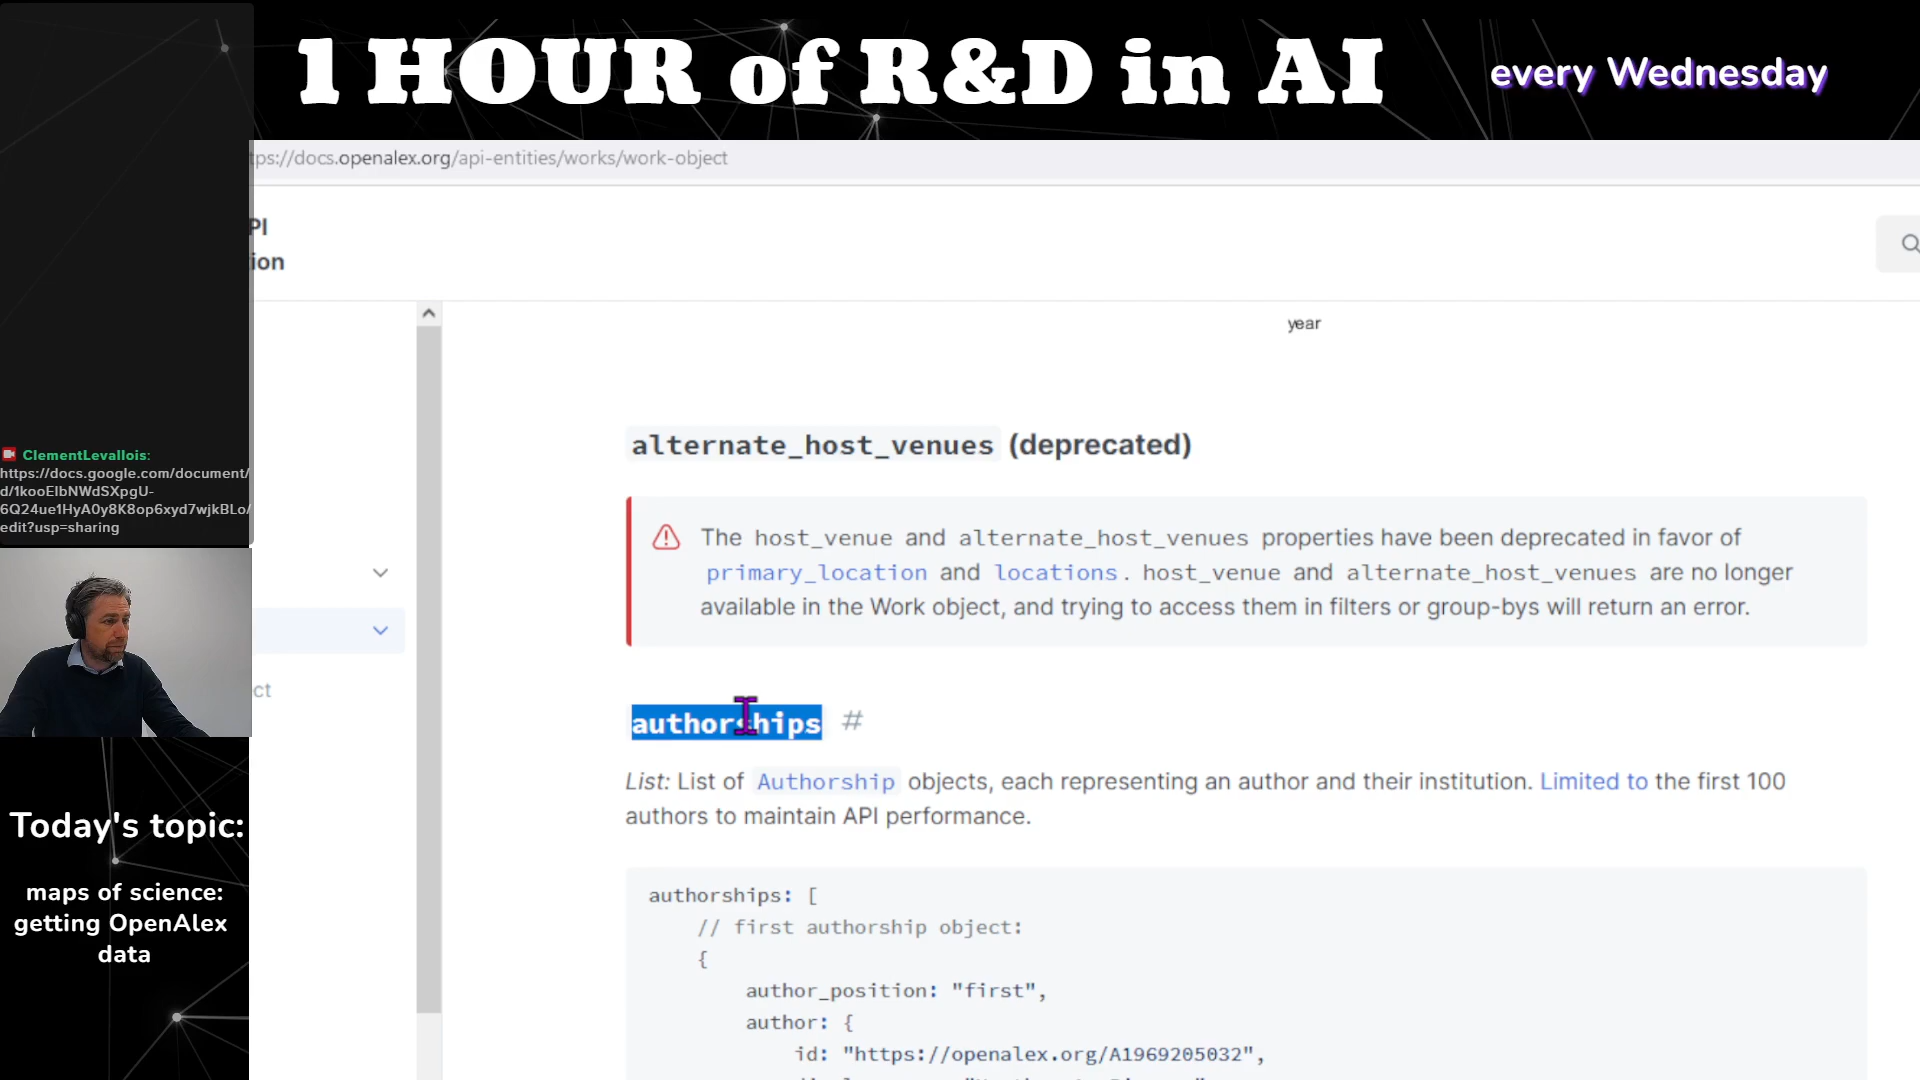 1 HOUR of R&D in AI
every Wednesday
tps://docs.openalex.org/api-entities/works/work-object
PI
ion
year
alternate_host_venues (deprecated)
The host_venue and alternate_host_venues properties have been deprecated in favor of
primary_location and locations. host_venue and alternate_host_venues are no longer
available in the Work object, and trying to access them in filters or group-bys will return an error.
ct
authorships #
List: List of Authorship objects, each representing an author and their institution. Limited to the first 100
authors to maintain API performance.
authorships: [
// first authorship object:
{
author_position: "first",
author: {
id: "https://openalex.org/A1969205032",
ClementLevallois:
https://docs.google.com/document/
d/1kooEIbNWdSXpgU-
6Q24ue1HyA0y8K8op6xyd7wjkBLo/
edit?usp=sharing
Today's topic:
maps of science:
getting OpenAlex
data